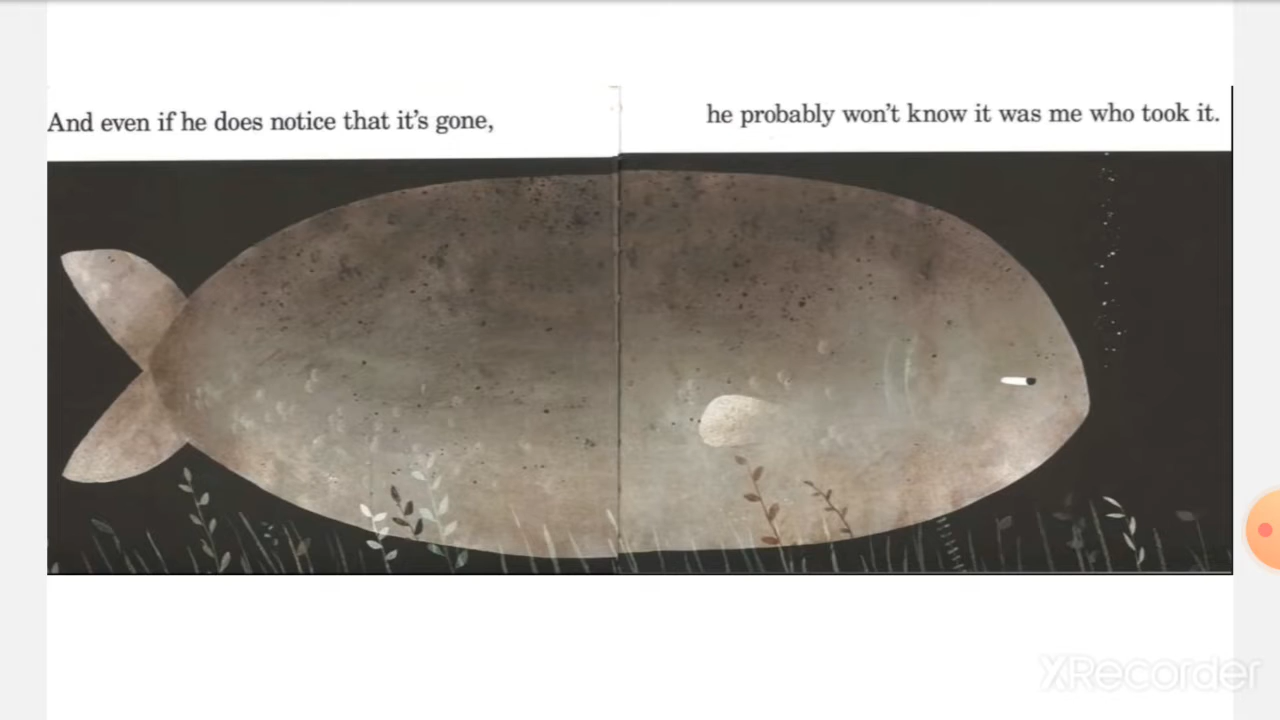 And even if he does notice that it's gone,
he probably won't know it was me who took it.
XRecorder